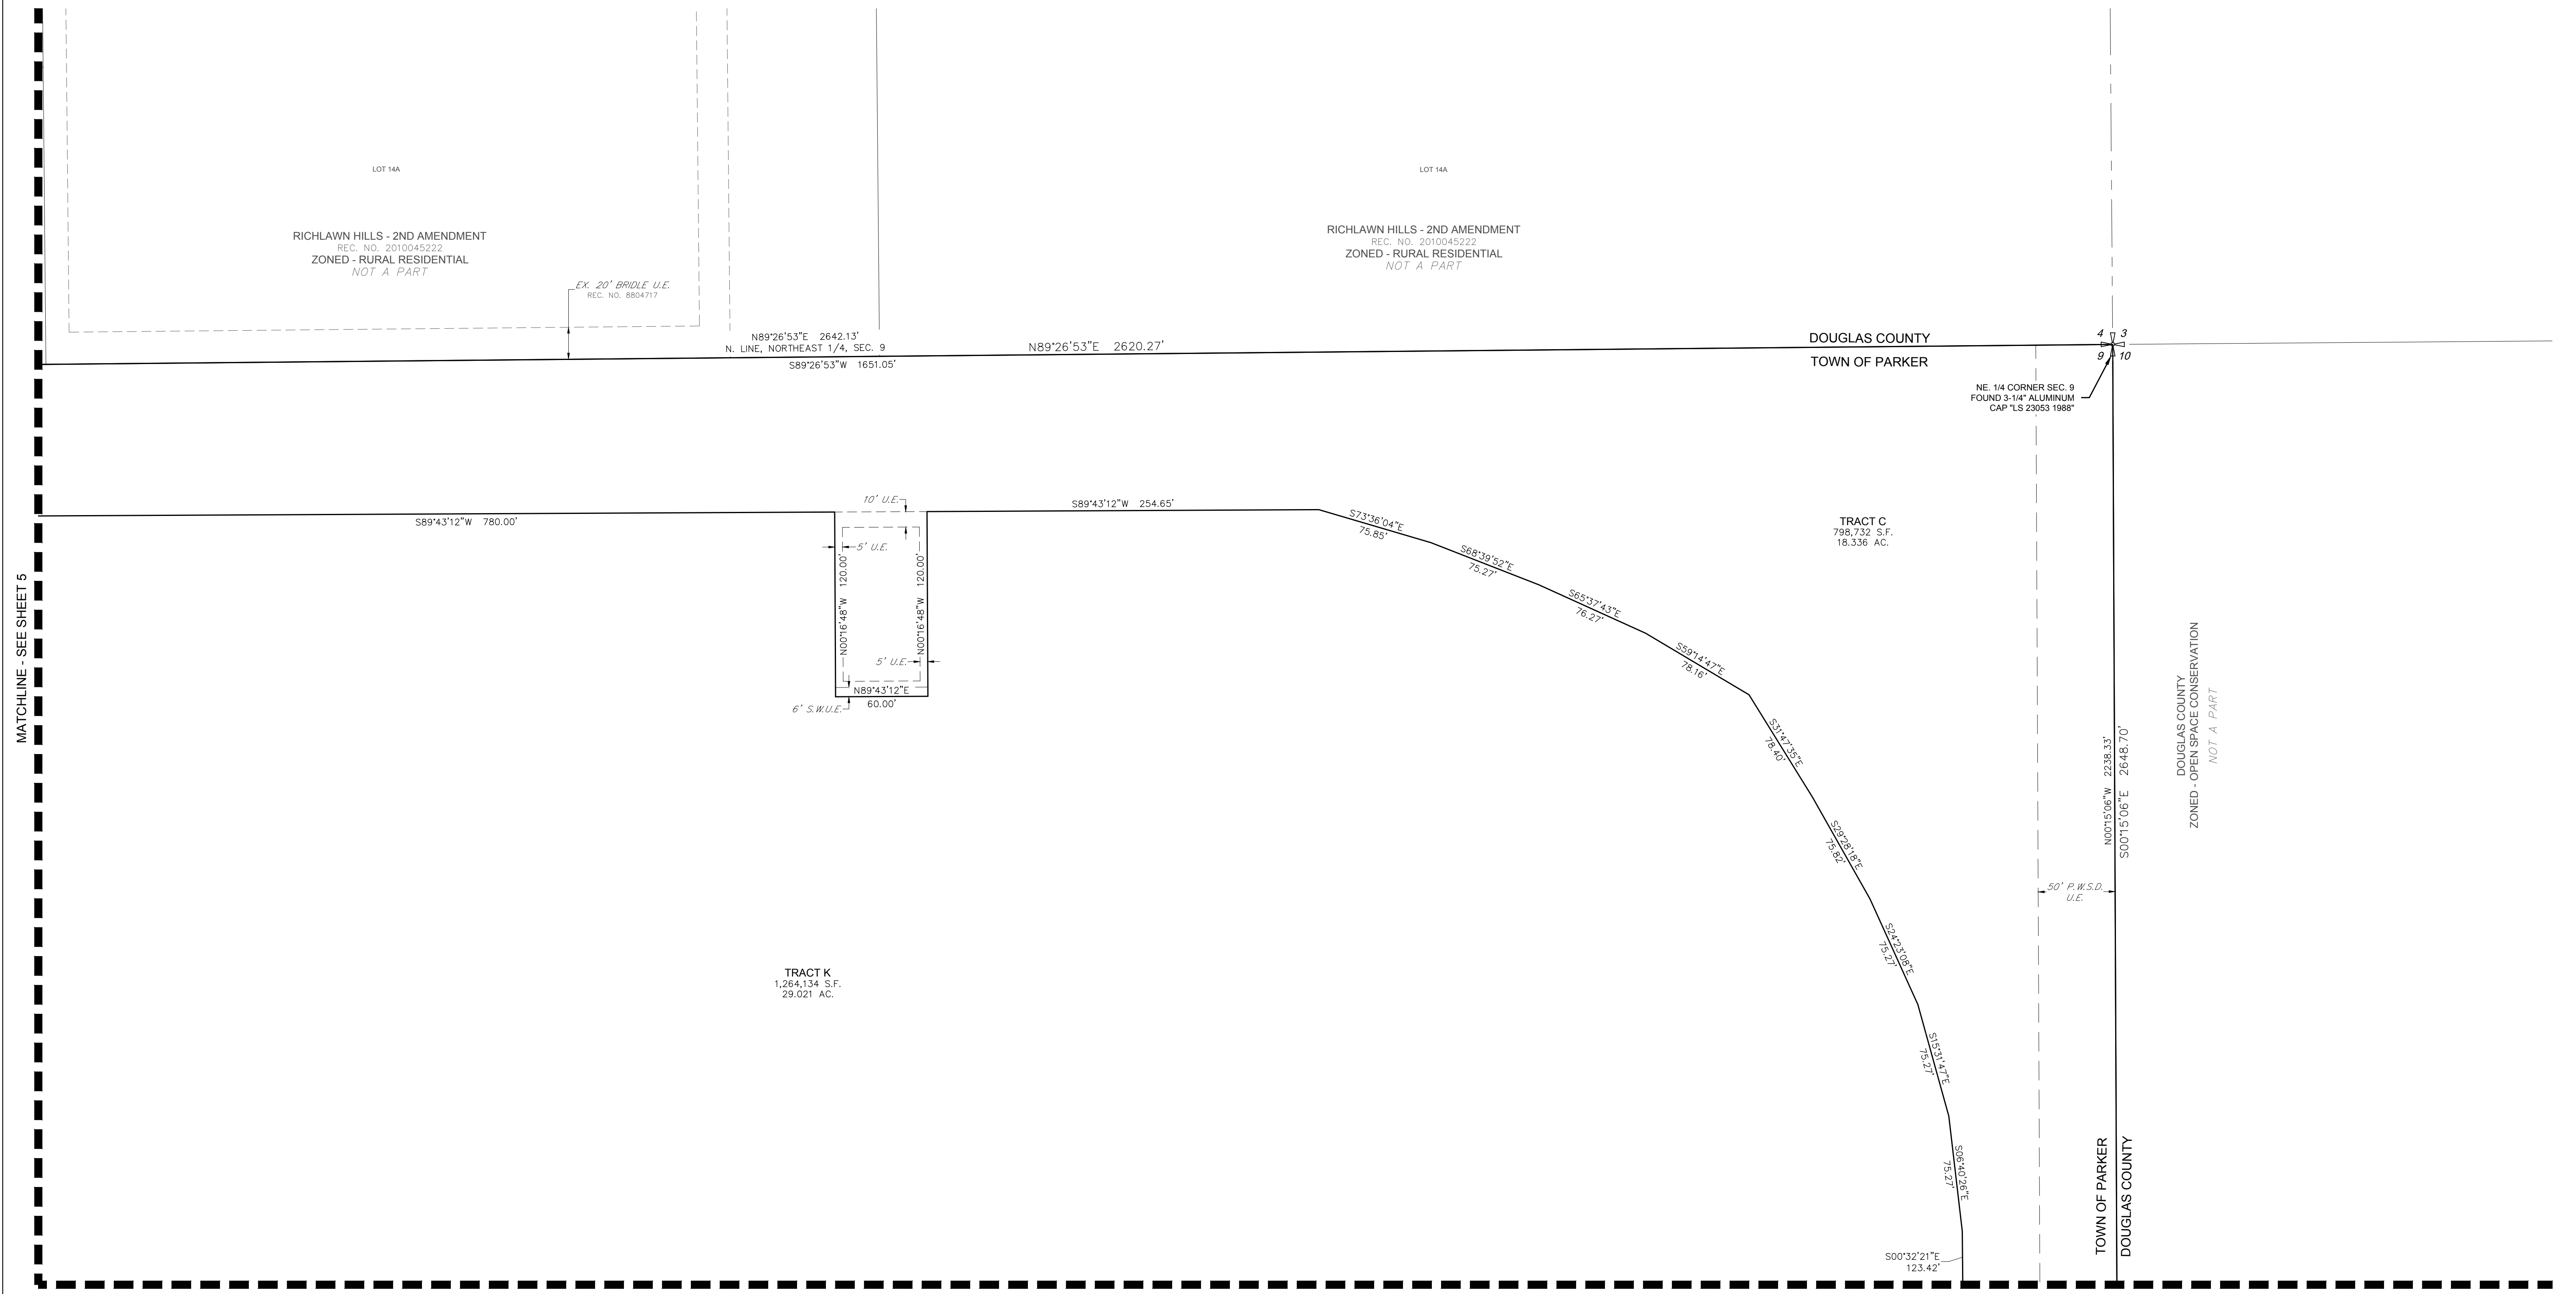 LOT 14A
RICHLAWN HILLS - 2ND AMENDMENT
REC. NO. 2010045222
ZONED - RURAL RESIDENTIAL
NOT A PART
LOT 14A
RICHLAWN HILLS - 2ND AMENDMENT
REC. NO. 2010045222
ZONED - RURAL RESIDENTIAL
NOT A PART
EX. 20' BRIDLE U.E.
REC. NO. 8804717
N89°26'53"E 2642.13'
N. LINE, NORTHEAST 1/4, SEC. 9
S89°26'53"W 1651.05'
N89°26'53"E 2620.27'
DOUGLAS COUNTY
TOWN OF PARKER
4 3
9 10
NE. 1/4 CORNER SEC. 9
FOUND 3-1/4" ALUMINUM
CAP "LS 23053 1988"
MATCHLINE - SEE SHEET 5
S89°43'12"W 780.00'
10' U.E.
5' U.E.
N00°16'48"W 120.00'
N00°16'48"W 120.00'
5' U.E.
N89°43'12"E
60.00'
6' S.W.U.E.
S89°43'12"W 254.65'
S73°36'04"E
75.85'
S68°39'52"E
75.27'
S65°37'43"E
76.27'
S59°14'47"E
78.16'
S31°47'35"E
78.40'
S29°28'18"E
75.82'
S24°23'08"E
75.27'
S15°31'47"E
75.27'
S06°40'26"E
75.27'
S00°32'21"E
123.42'
TRACT C
798,732 S.F.
18.336 AC.
TRACT K
1,264,134 S.F.
29.021 AC.
50' P.W.S.D.
U.E.
N00°15'06"W 2238.33'
S00°15'06"E 2648.70'
DOUGLAS COUNTY
ZONED - OPEN SPACE CONSERVATION
NOT A PART
TOWN OF PARKER
DOUGLAS COUNTY